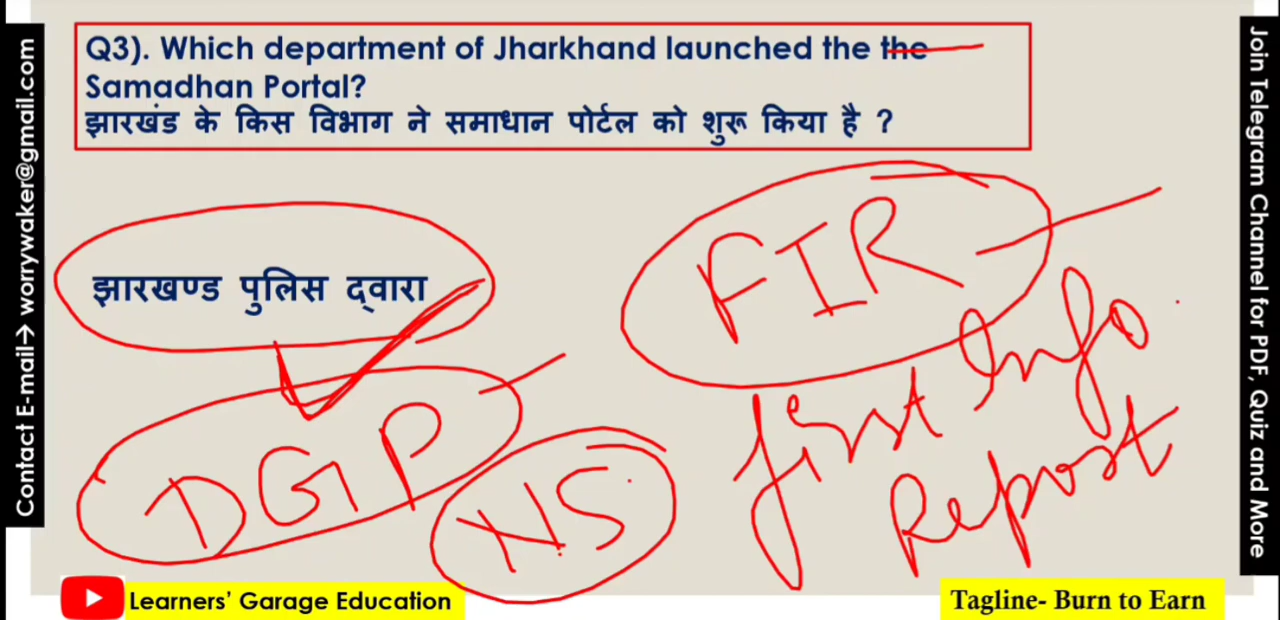 Q3). Which department of Jharkhand launched the the
Samadhan Portal?
झारखंड के किस विभाग ने समाधान पोर्टल को शुरू किया है ?
झारखण्ड पुलिस द्वारा
FIR
First Info.
Report
DGP
NS
Contact E-mail→ worrywaker@gmail.com
Join Telegram Channel for PDF, Quiz and More
Learners' Garage Education
Tagline- Burn to Earn